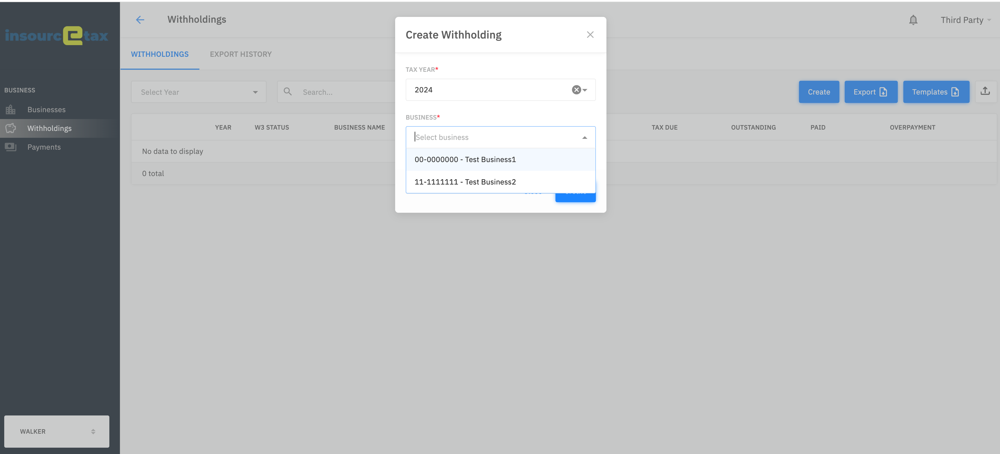 insourcetax
BUSINESS
Businesses
Withholdings
Payments
WALKER
Withholdings
Third Party
WITHHOLDINGS EXPORT HISTORY
Select Year Search... Create Export Templates
YEAR W3 STATUS BUSINESS NAME TAX DUE OUTSTANDING PAID OVERPAYMENT
No data to display
0 total
Create Withholding
TAX YEAR*
2024
BUSINESS*
Select business
00-0000000 - Test Business1
11-1111111 - Test Business2